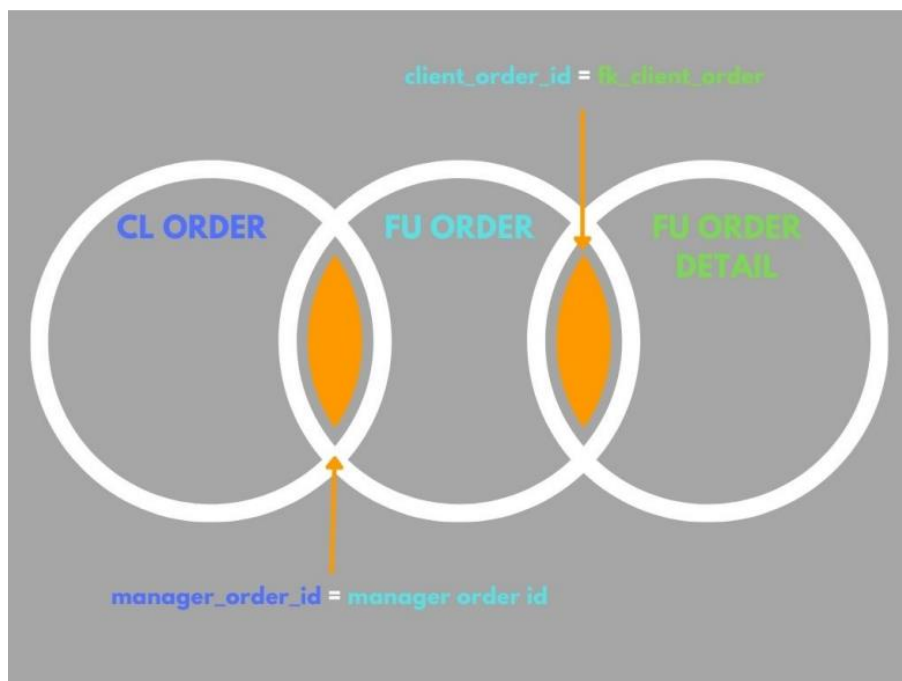 client_order_id = fk_client_order
CL ORDER
FU ORDER
FU ORDER
DETAIL
manager_order_id = manager order id